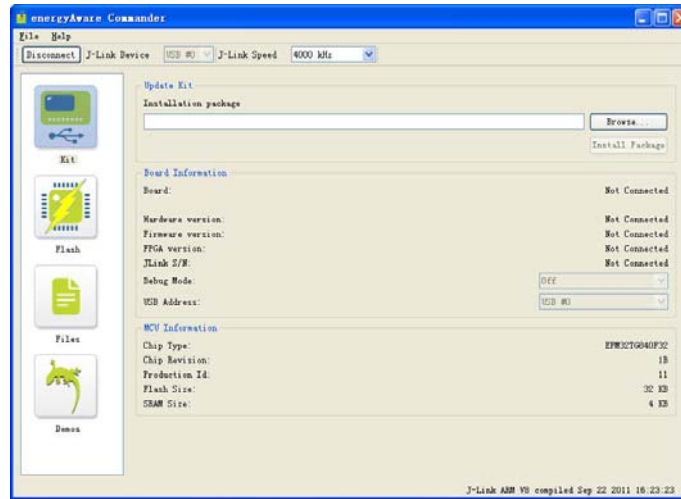 energyAware Commander
File Help
Disconnect J-Link Device USB #0 J-Link Speed 4000 kHz
Update Kit
Installation package
Browse...
Install Package
Kit
Board Information
Board: Not Connected
Hardware version: Not Connected
Firmware version: Not Connected
FPGA version: Not Connected
JLink S/N: Not Connected
Debug Mode: Off
USB Address: USB #0
Flash
Files
MCU Information
Chip Type: EFM32TG840F32
Chip Revision: 1B
Production Id: 11
Flash Size: 32 KB
SRAM Size: 4 KB
Demos
J-Link ARM V8 compiled Sep 22 2011 16:23:23